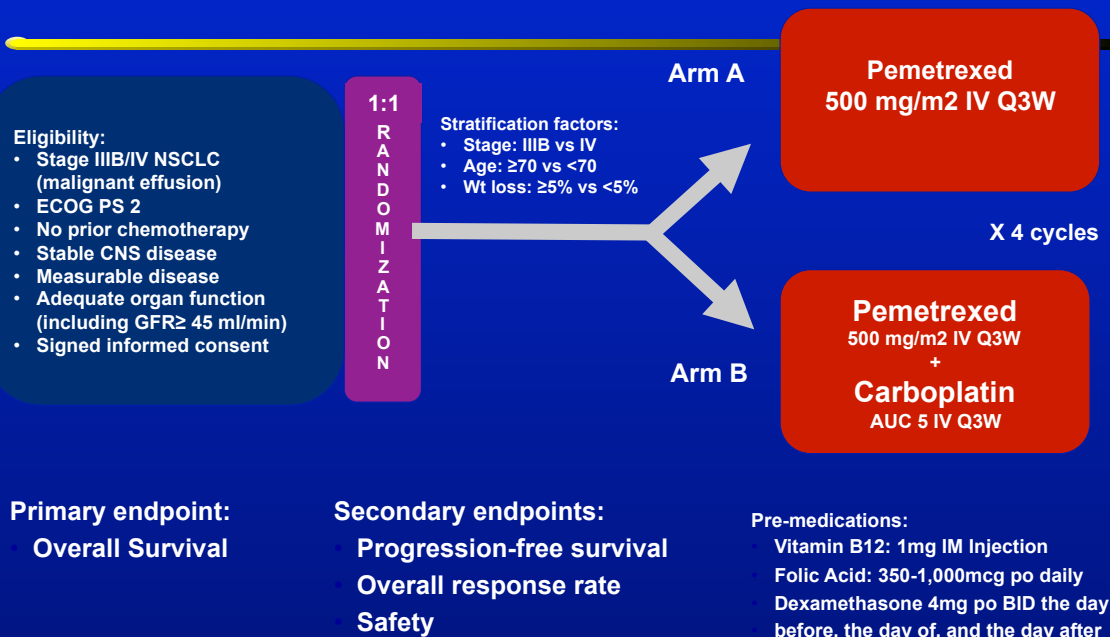 Eligibility:
• Stage IIIB/IV NSCLC
(malignant effusion)
• ECOG PS 2
• No prior chemotherapy
• Stable CNS disease
• Measurable disease
• Adequate organ function
(including GFR≥ 45 ml/min)
• Signed informed consent
1:1
R
A
N
D
O
M
I
Z
A
T
I
O
N
Stratification factors:
• Stage: IIIB vs IV
• Age: ≥70 vs <70
• Wt loss: ≥5% vs <5%
Arm A
Pemetrexed
500 mg/m2 IV Q3W
X 4 cycles
Arm B
Pemetrexed
500 mg/m2 IV Q3W
+
Carboplatin
AUC 5 IV Q3W
Primary endpoint:
• Overall Survival
Secondary endpoints:
• Progression-free survival
• Overall response rate
• Safety
Pre-medications:
• Vitamin B12: 1mg IM Injection
• Folic Acid: 350-1,000mcg po daily
• Dexamethasone 4mg po BID the day
• before, the day of, and the day after